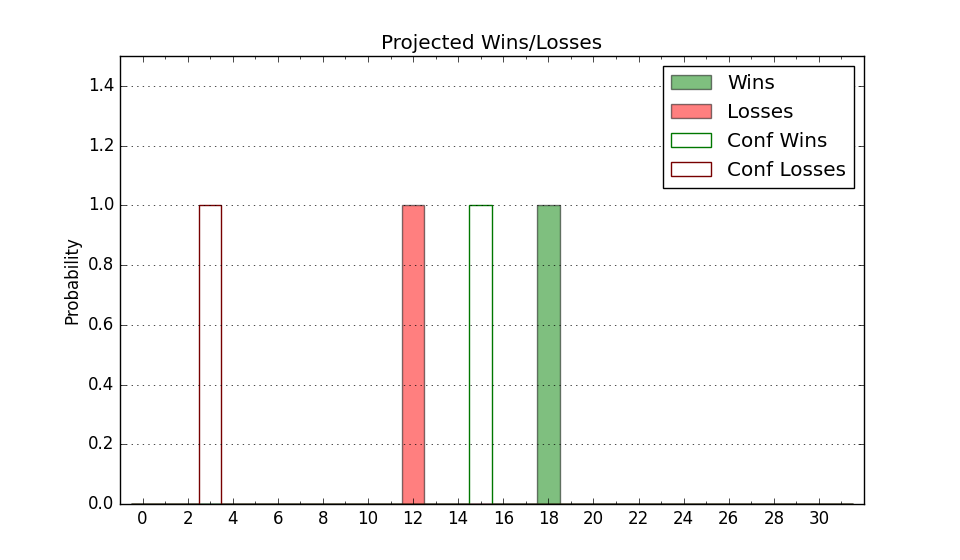 Projected Wins/Losses
Wins
Losses
Conf Wins
Conf Losses
Probability
1.4
1.2
1.0
0.8
0.6
0.4
0.2
0.0
0 2 4 6 8 10 12 14 16 18 20 22 24 26 28 30